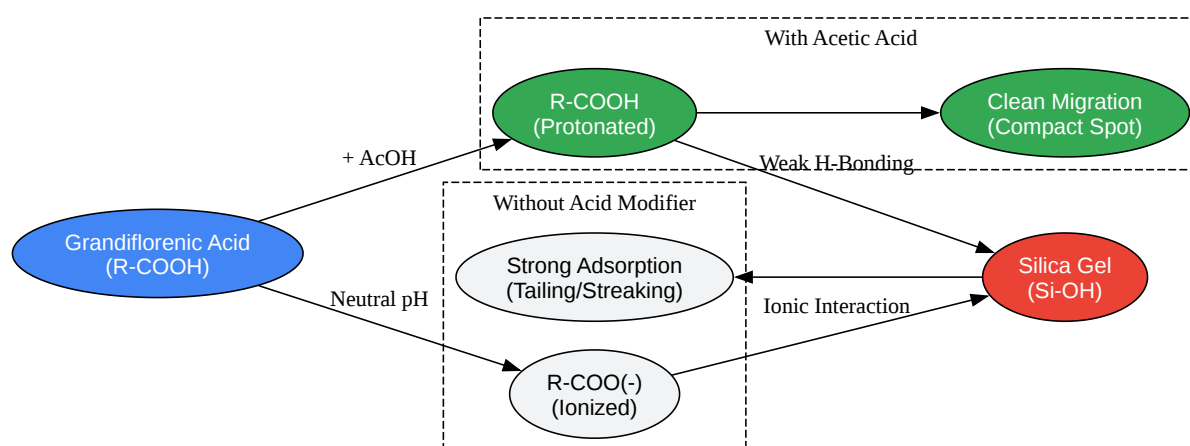 With Acetic Acid
R-COOH
(Protonated)
Clean Migration
(Compact Spot)
+ AcOH
Weak H-Bonding
Without Acid Modifier
Grandiflorenic Acid
(R-COOH)
Strong Adsorption
(Tailing/Streaking)
Silica Gel
(Si-OH)
Neutral pH
Ionic Interaction
R-COO(-)
(Ionized)